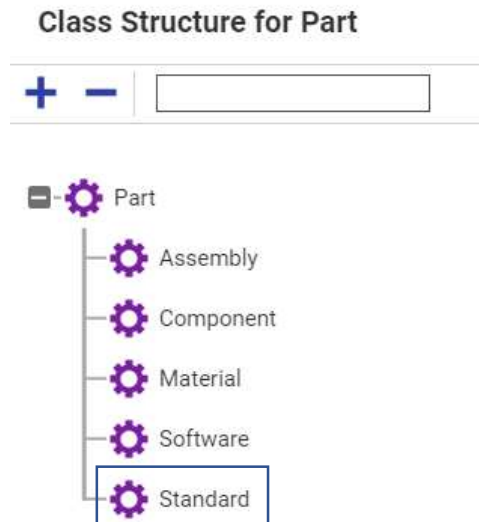 Class Structure for Part
Part
Assembly
Component
Material
Software
Standard